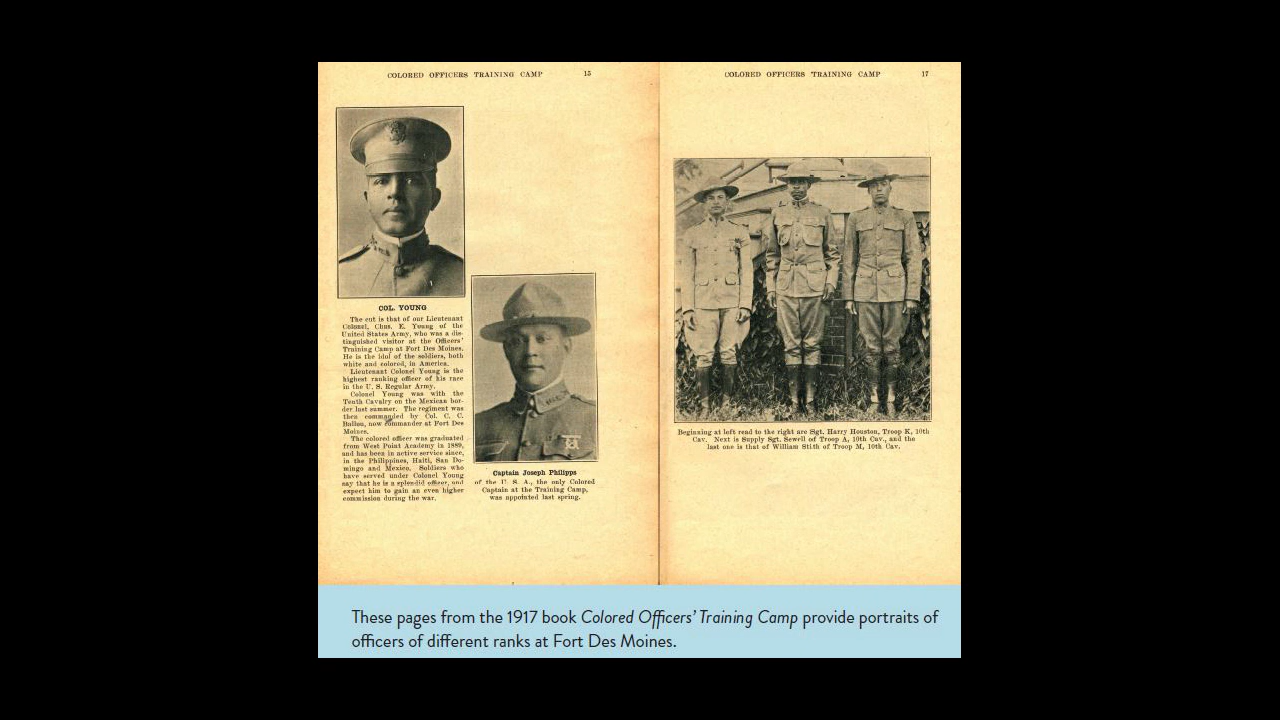 COLORED OFFICERS TRAINING CAMP 15
COL. YOUNG
The cut is that of our Lieutenant
Colonel, Chas. E. Young of the
United States Army, who was a dis-
tinguished visitor at the Officers'
Training Camp at Fort Des Moines.
He is the idol of the soldiers, both
white and colored, in America.
Lieutenant Colonel Young is the
highest ranking officer of his race
in the U. S. Regular Army.
Colonel Young was with the
Tenth Cavalry on the Mexican bor-
der last summer. The regiment was
then commanded by Col. C. C.
Ballou, now commander at Fort Des
Moines.
The colored officer was graduated
from West Point Academy in 1889,
and has been in active service since,
in the Philippines, Haiti, San Do-
mingo and Mexico. Soldiers who
have served under Colonel Young
say that he is a splendid officer, and
expect him to gain an even higher
commission during the war.
Captain Joseph Philipps
of the U. S. A., the only Colored
Captain at the Training Camp,
was appointed last spring.
COLORED OFFICERS TRAINING CAMP 17
Beginning at left read to the right are Sgt. Harry Houston, Troop K, 10th
Cav. Next is Supply Sgt. Sewell of Troop A, 10th Cav., and the
last one is that of William Stith of Troop M, 10th Cav.
These pages from the 1917 book Colored Officers' Training Camp provide portraits of
officers of different ranks at Fort Des Moines.